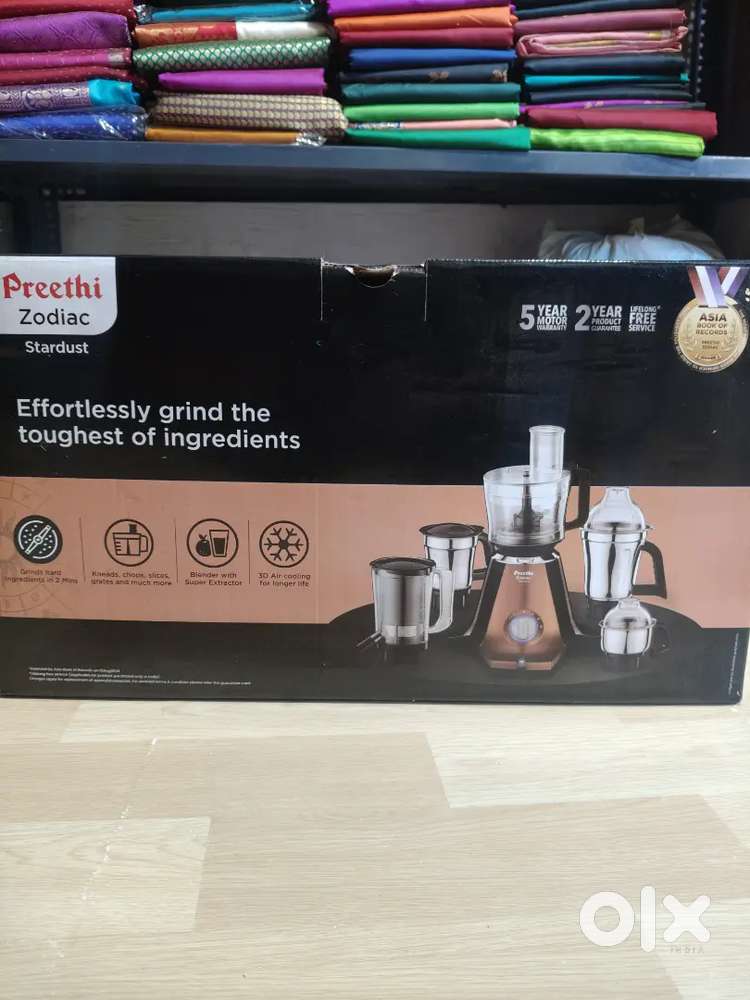 Preethi
Zodiac
Stardust
5 YEAR MOTOR WARRANTY
2 YEAR PRODUCT GUARANTEE
LIFELONG* FREE SERVICE
ASIA
BOOK OF
RECORDS
Effortlessly grind the
toughest of ingredients
Grinds hard
ingredients in 2 Mins
Kneads, chops, slices,
grates and much more
Blender with
Super Extractor
3D Air cooling
for longer life
Preethi
olx
INDIA